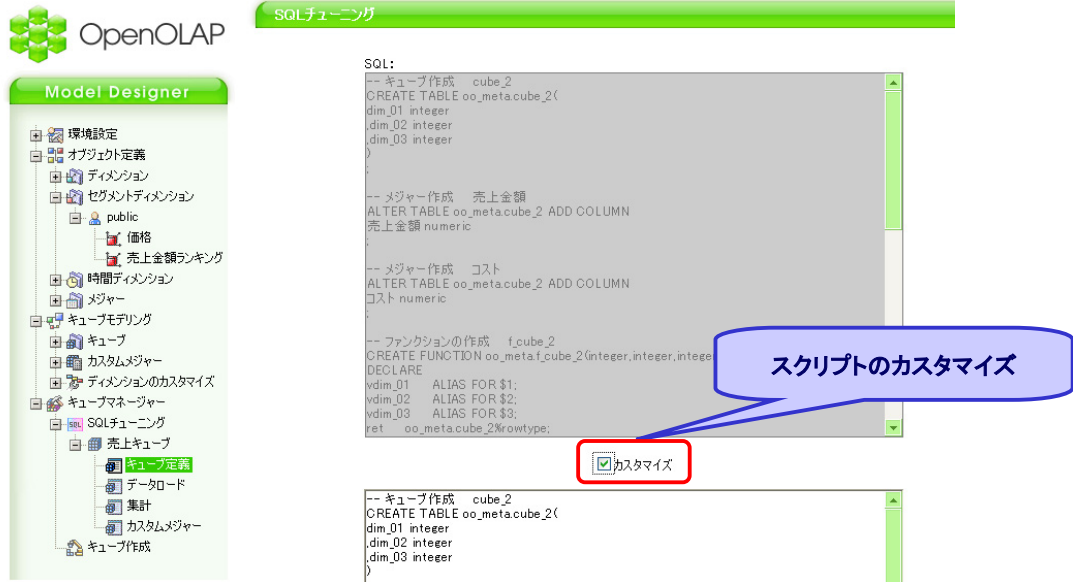 OpenOLAP
Model Designer
環境設定
オブジェクト定義
ディメンション
セグメントディメンション
public
価格
売上金額ランキング
時間ディメンション
メジャー
キューブモデリング
キューブ
カスタムメジャー
ディメンションのカスタマイズ
キューブマネージャー
SQL SQLチューニング
売上キューブ
キューブ定義
データロード
集計
カスタムメジャー
キューブ作成
SQLチューニング
SQL:
-- キューブ作成 cube_2
CREATE TABLE oo_meta.cube_2(
dim_01 integer
,dim_02 integer
,dim_03 integer
)
;
-- メジャー作成 売上金額
ALTER TABLE oo_meta.cube_2 ADD COLUMN
売上金額 numeric
;
-- メジャー作成 コスト
ALTER TABLE oo_meta.cube_2 ADD COLUMN
コスト numeric
;
-- ファンクションの作成 f_cube_2
CREATE FUNCTION oo_meta.f_cube_2(integer,integer,intege
DECLARE
vdim_01 ALIAS FOR $1;
vdim_02 ALIAS FOR $2;
vdim_03 ALIAS FOR $3;
ret oo_meta.cube_2%rowtype;
スクリプトのカスタマイズ
カスタマイズ
-- キューブ作成 cube_2
CREATE TABLE oo_meta.cube_2(
dim_01 integer
,dim_02 integer
,dim_03 integer
)